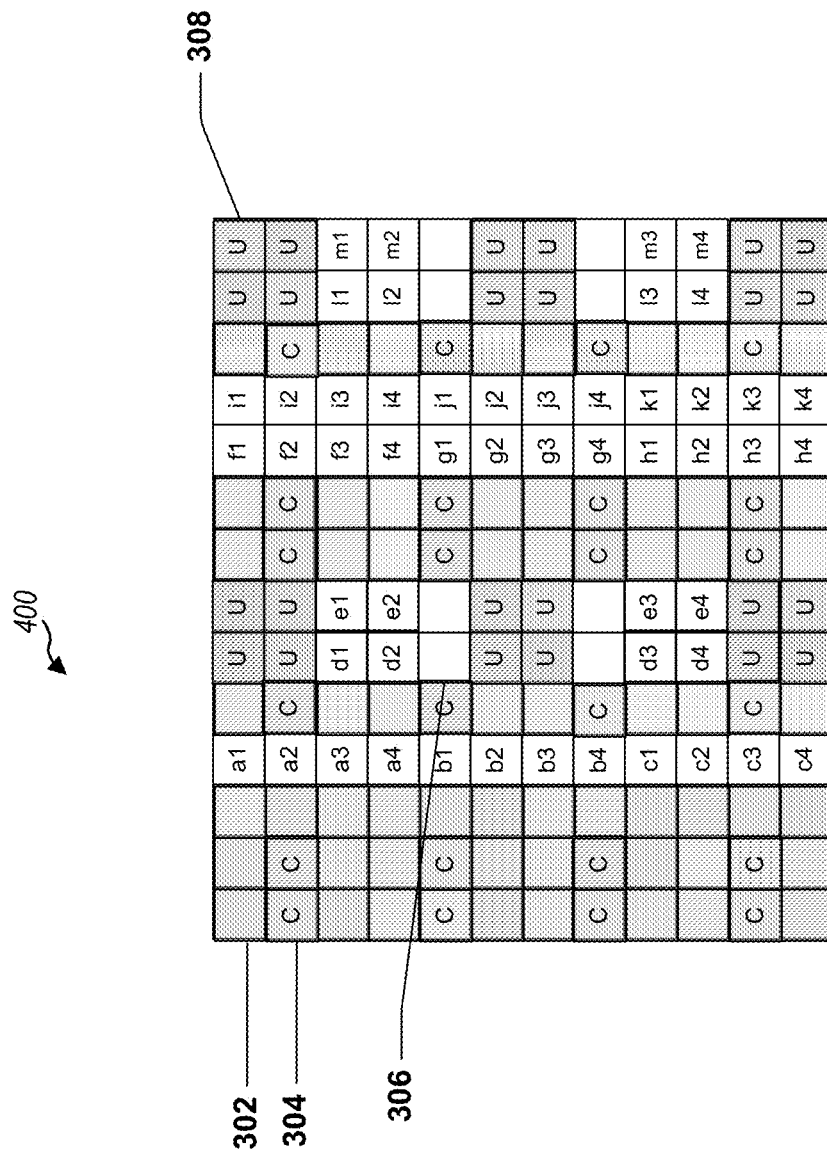 400
308
302 a1 U U f1 i1 U U
304 C C a2 C U U C C f2 i2 C U U
a3 d1 e1 f3 i3 l1 m1
a4 d2 e2 f4 i4 l2 m2
306
C C b1 C C C g1 j1 C
b2 U U g2 j2 U U
b3 U U g3 j3 U U
C C b4 C C C g4 j4 C
c1 d3 e3 h1 k1 l3 m3
c2 d4 e4 h2 k2 l4 m4
C C c3 C U U C C h3 k3 C U U
c4 U U h4 k4 U U